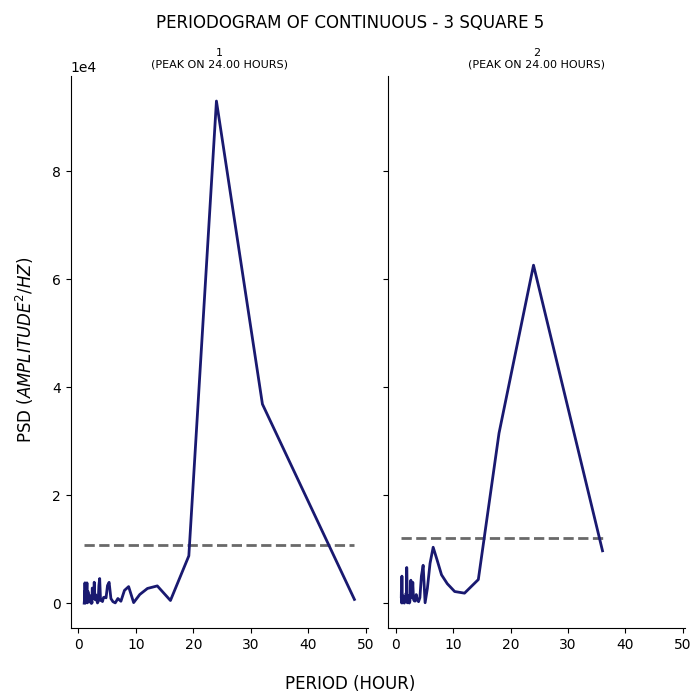 PERIODOGRAM OF CONTINUOUS - 3 SQUARE 5
1
(PEAK ON 24.00 HOURS)
2
(PEAK ON 24.00 HOURS)
1e4
8
6
4
2
0
PSD (AMPLITUDE²/HZ)
0 10 20 30 40 50
0 10 20 30 40 50
PERIOD (HOUR)